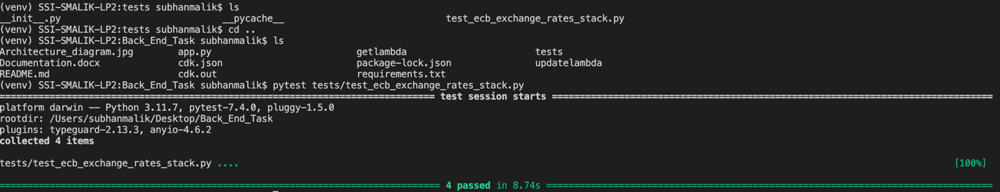 (venv) SSI-SMALIK-LP2:tests subhanmalik$ ls
__init__.py __pycache__ test_ecb_exchange_rates_stack.py
(venv) SSI-SMALIK-LP2:tests subhanmalik$ cd ..
(venv) SSI-SMALIK-LP2:Back_End_Task subhanmalik$ ls
Architecture_diagram.jpg app.py getlambda tests
Documentation.docx cdk.json package-lock.json updatelambda
README.md cdk.out requirements.txt
(venv) SSI-SMALIK-LP2:Back_End_Task subhanmalik$ pytest tests/test_ecb_exchange_rates_stack.py
============================== test session starts ==============================
platform darwin -- Python 3.11.7, pytest-7.4.0, pluggy-1.5.0
rootdir: /Users/subhanmalik/Desktop/Back_End_Task
plugins: typeguard-2.13.3, anyio-4.6.2
collected 4 items
tests/test_ecb_exchange_rates_stack.py .... [100%]
============================== 4 passed in 8.74s ==============================